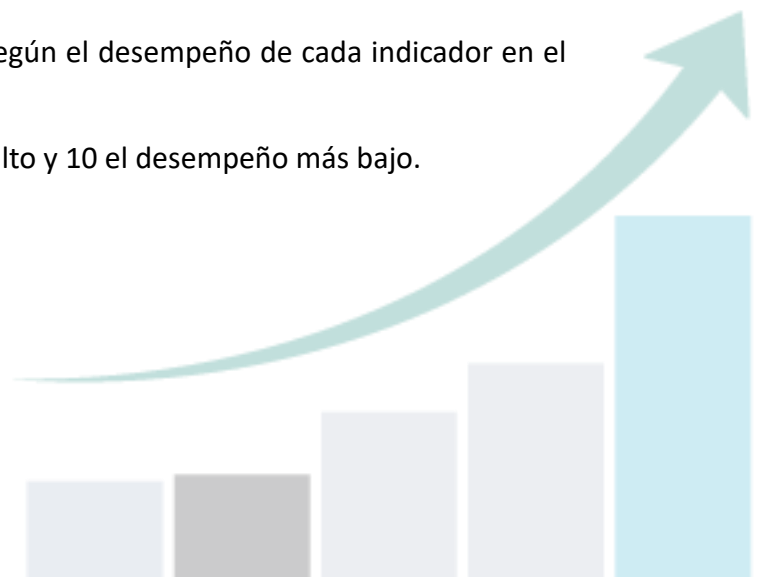 egún el desempeño de cada indicador en el
lto y 10 el desempeño más bajo.